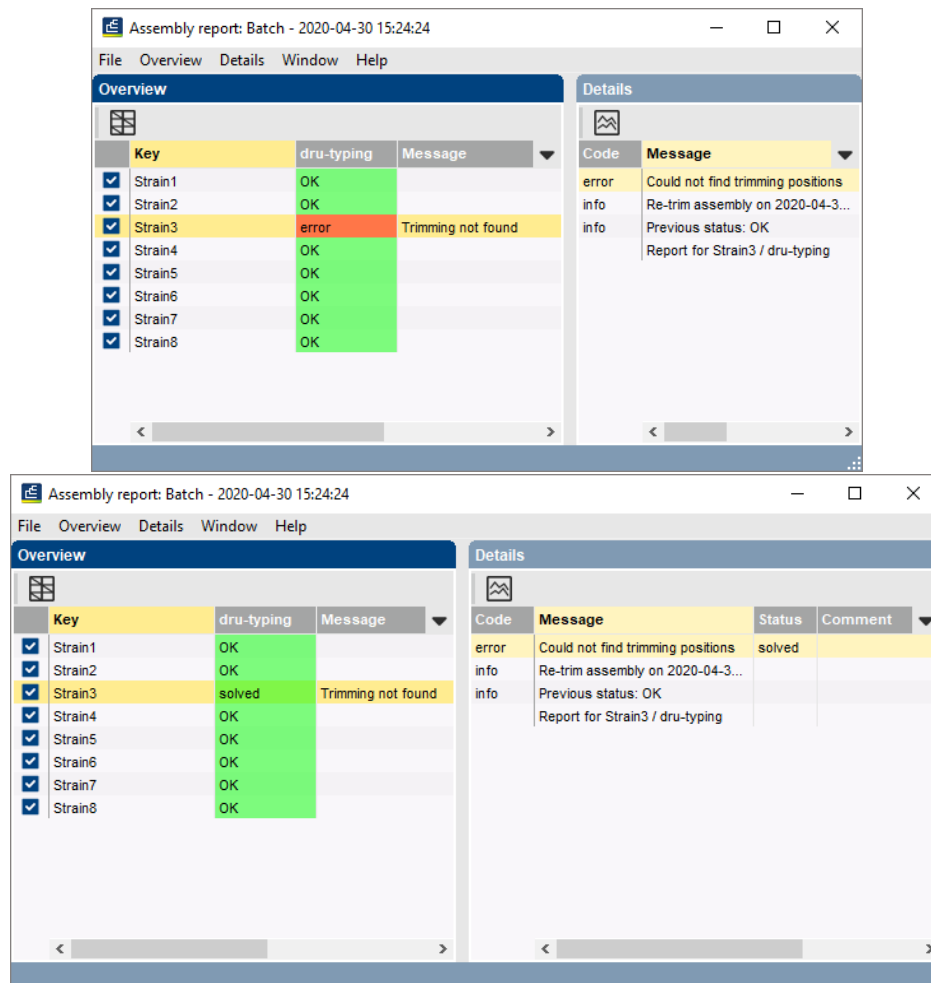 Assembly report: Batch - 2020-04-30 15:24:24
File Overview Details Window Help
Overview Details
Key dru-typing Message Code Message
Strain1 OK error Could not find trimming positions
Strain2 OK info Re-trim assembly on 2020-04-3...
Strain3 error Trimming not found info Previous status: OK
Strain4 OK Report for Strain3 / dru-typing
Strain5 OK
Strain6 OK
Strain7 OK
Strain8 OK
Assembly report: Batch - 2020-04-30 15:24:24
File Overview Details Window Help
Overview Details
Key dru-typing Message Code Message Status Comment
Strain1 OK error Could not find trimming positions solved
Strain2 OK info Re-trim assembly on 2020-04-3...
Strain3 solved Trimming not found info Previous status: OK
Strain4 OK Report for Strain3 / dru-typing
Strain5 OK
Strain6 OK
Strain7 OK
Strain8 OK